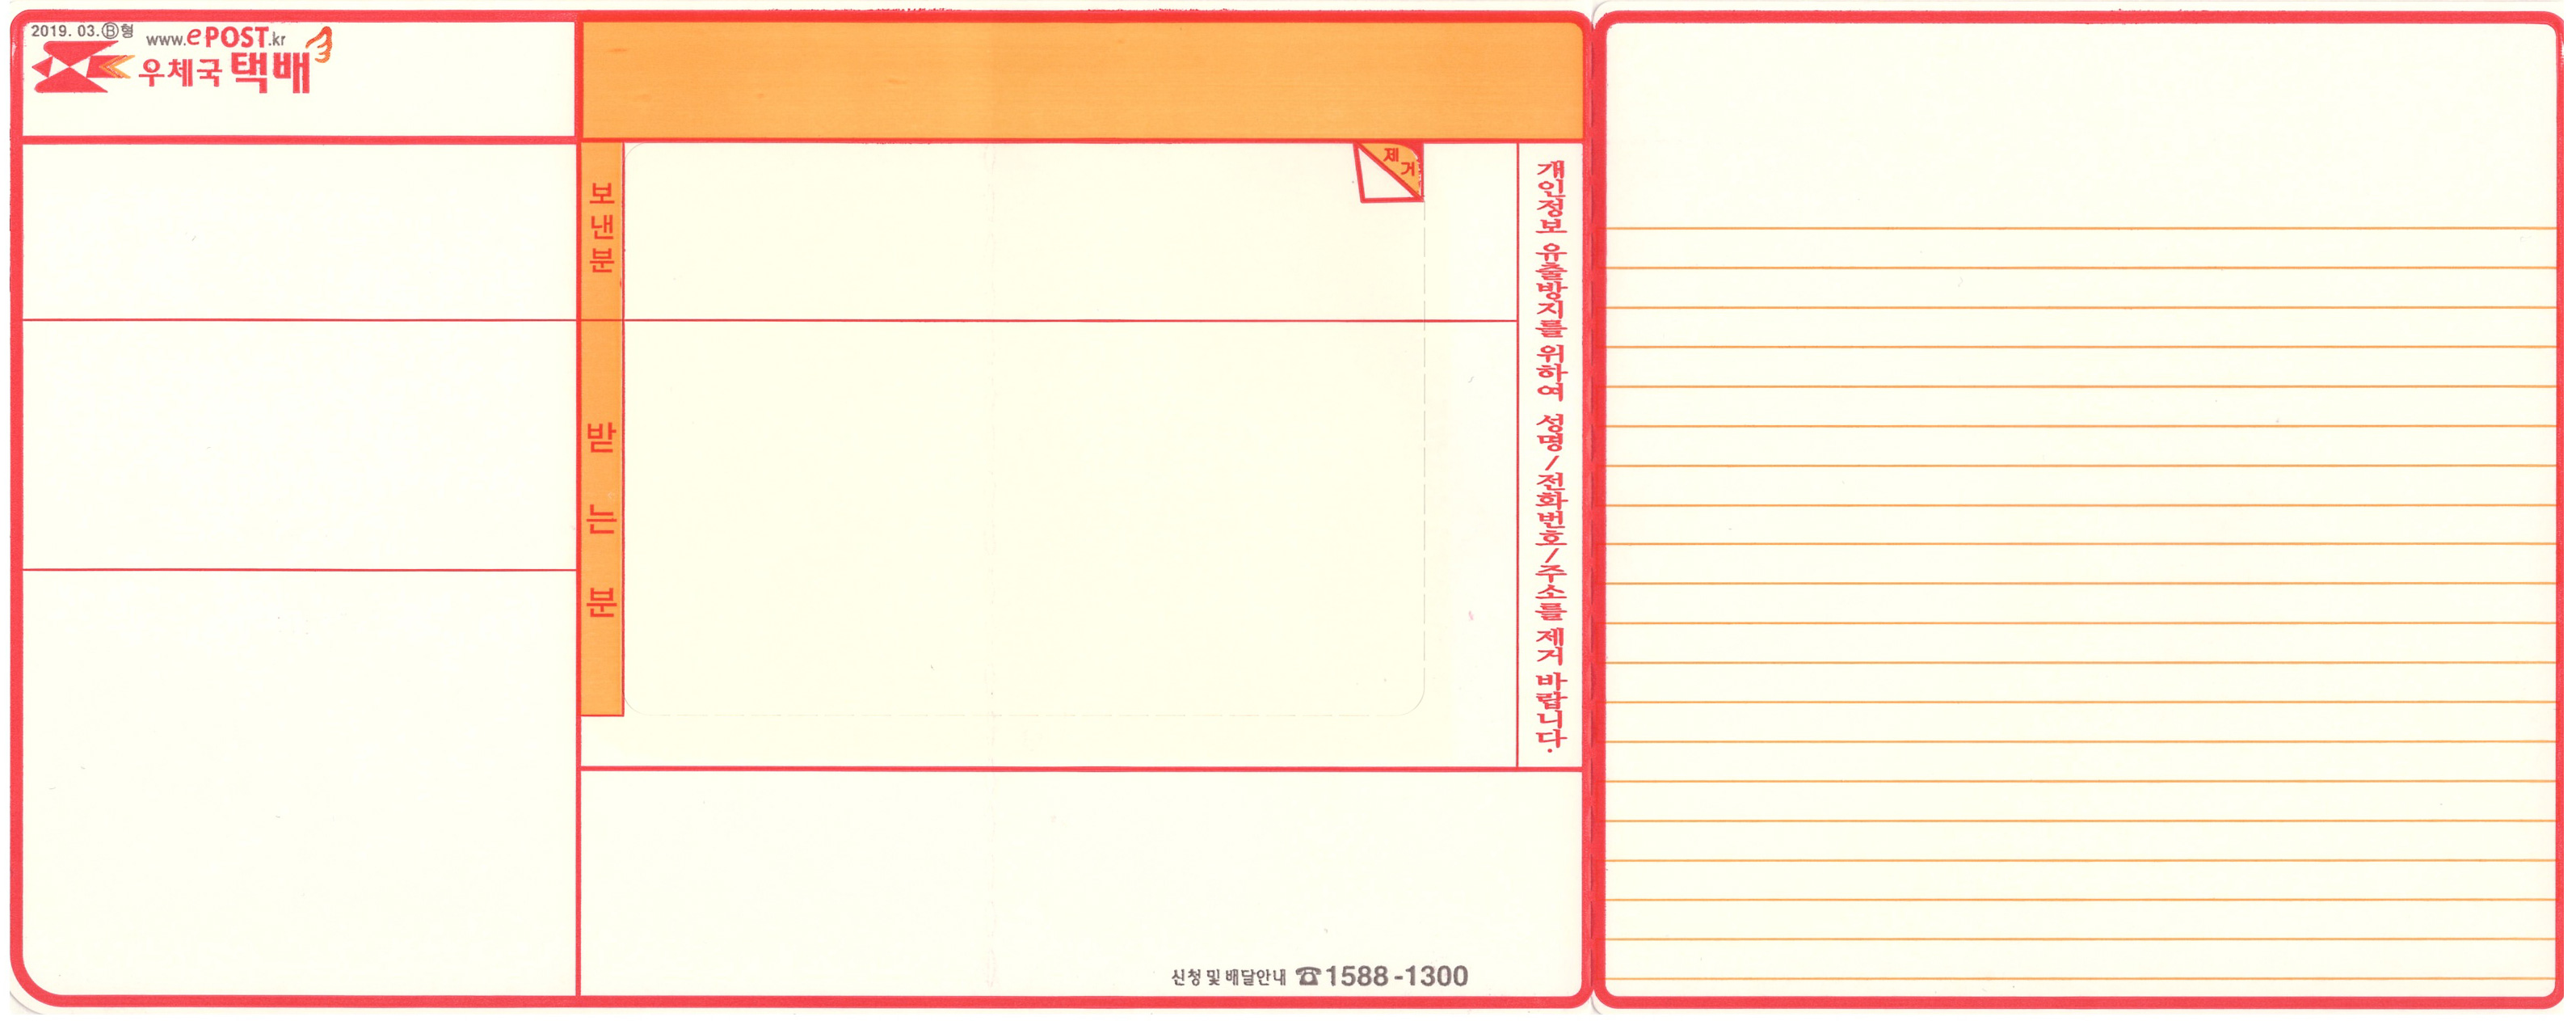 2019. 03.Ⓑ형
www.ePOST.kr
우체국 택배
제거
보낸분
받는분
개인정보 유출방지를 위하여 성명/전화번호/주소를 제거 바랍니다.
신청 및 배달안내 ☎1588-1300